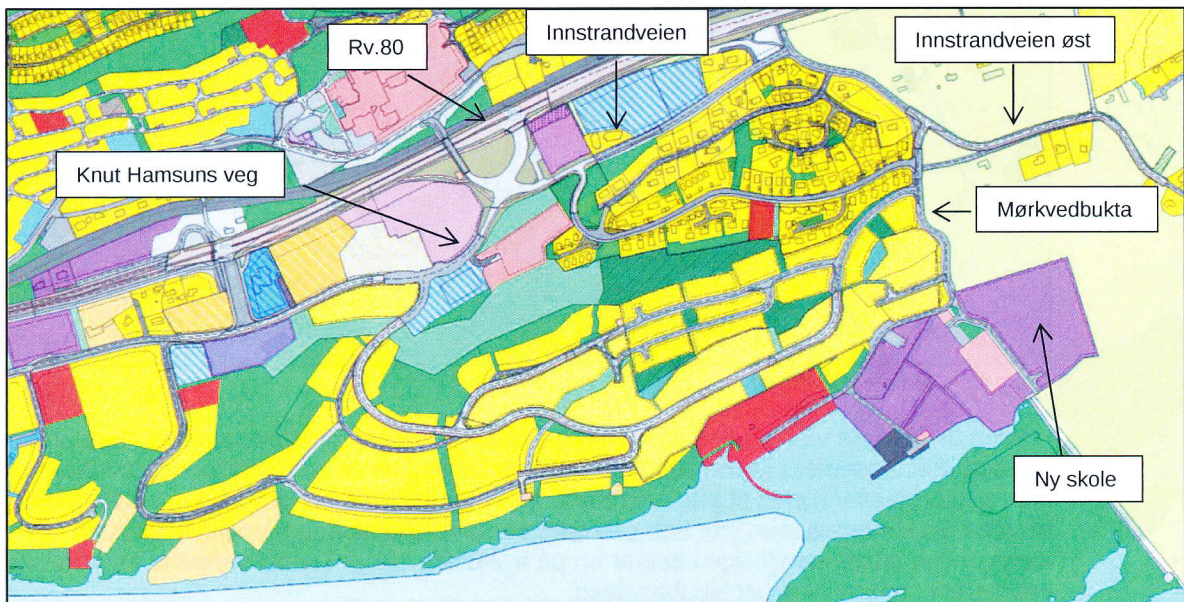 Innstrandveien
Rv.80
Innstrandveien øst
Knut Hamsuns veg
Mørkvedbukta
Ny skole